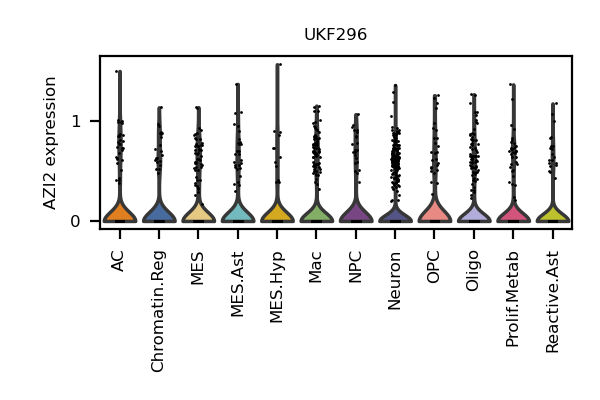 UKF296
AZI2 expression
1
0
AC
Chromatin.Reg
MES
MES.Ast
MES.Hyp
Mac
NPC
Neuron
OPC
Oligo
Prolif.Metab
Reactive.Ast